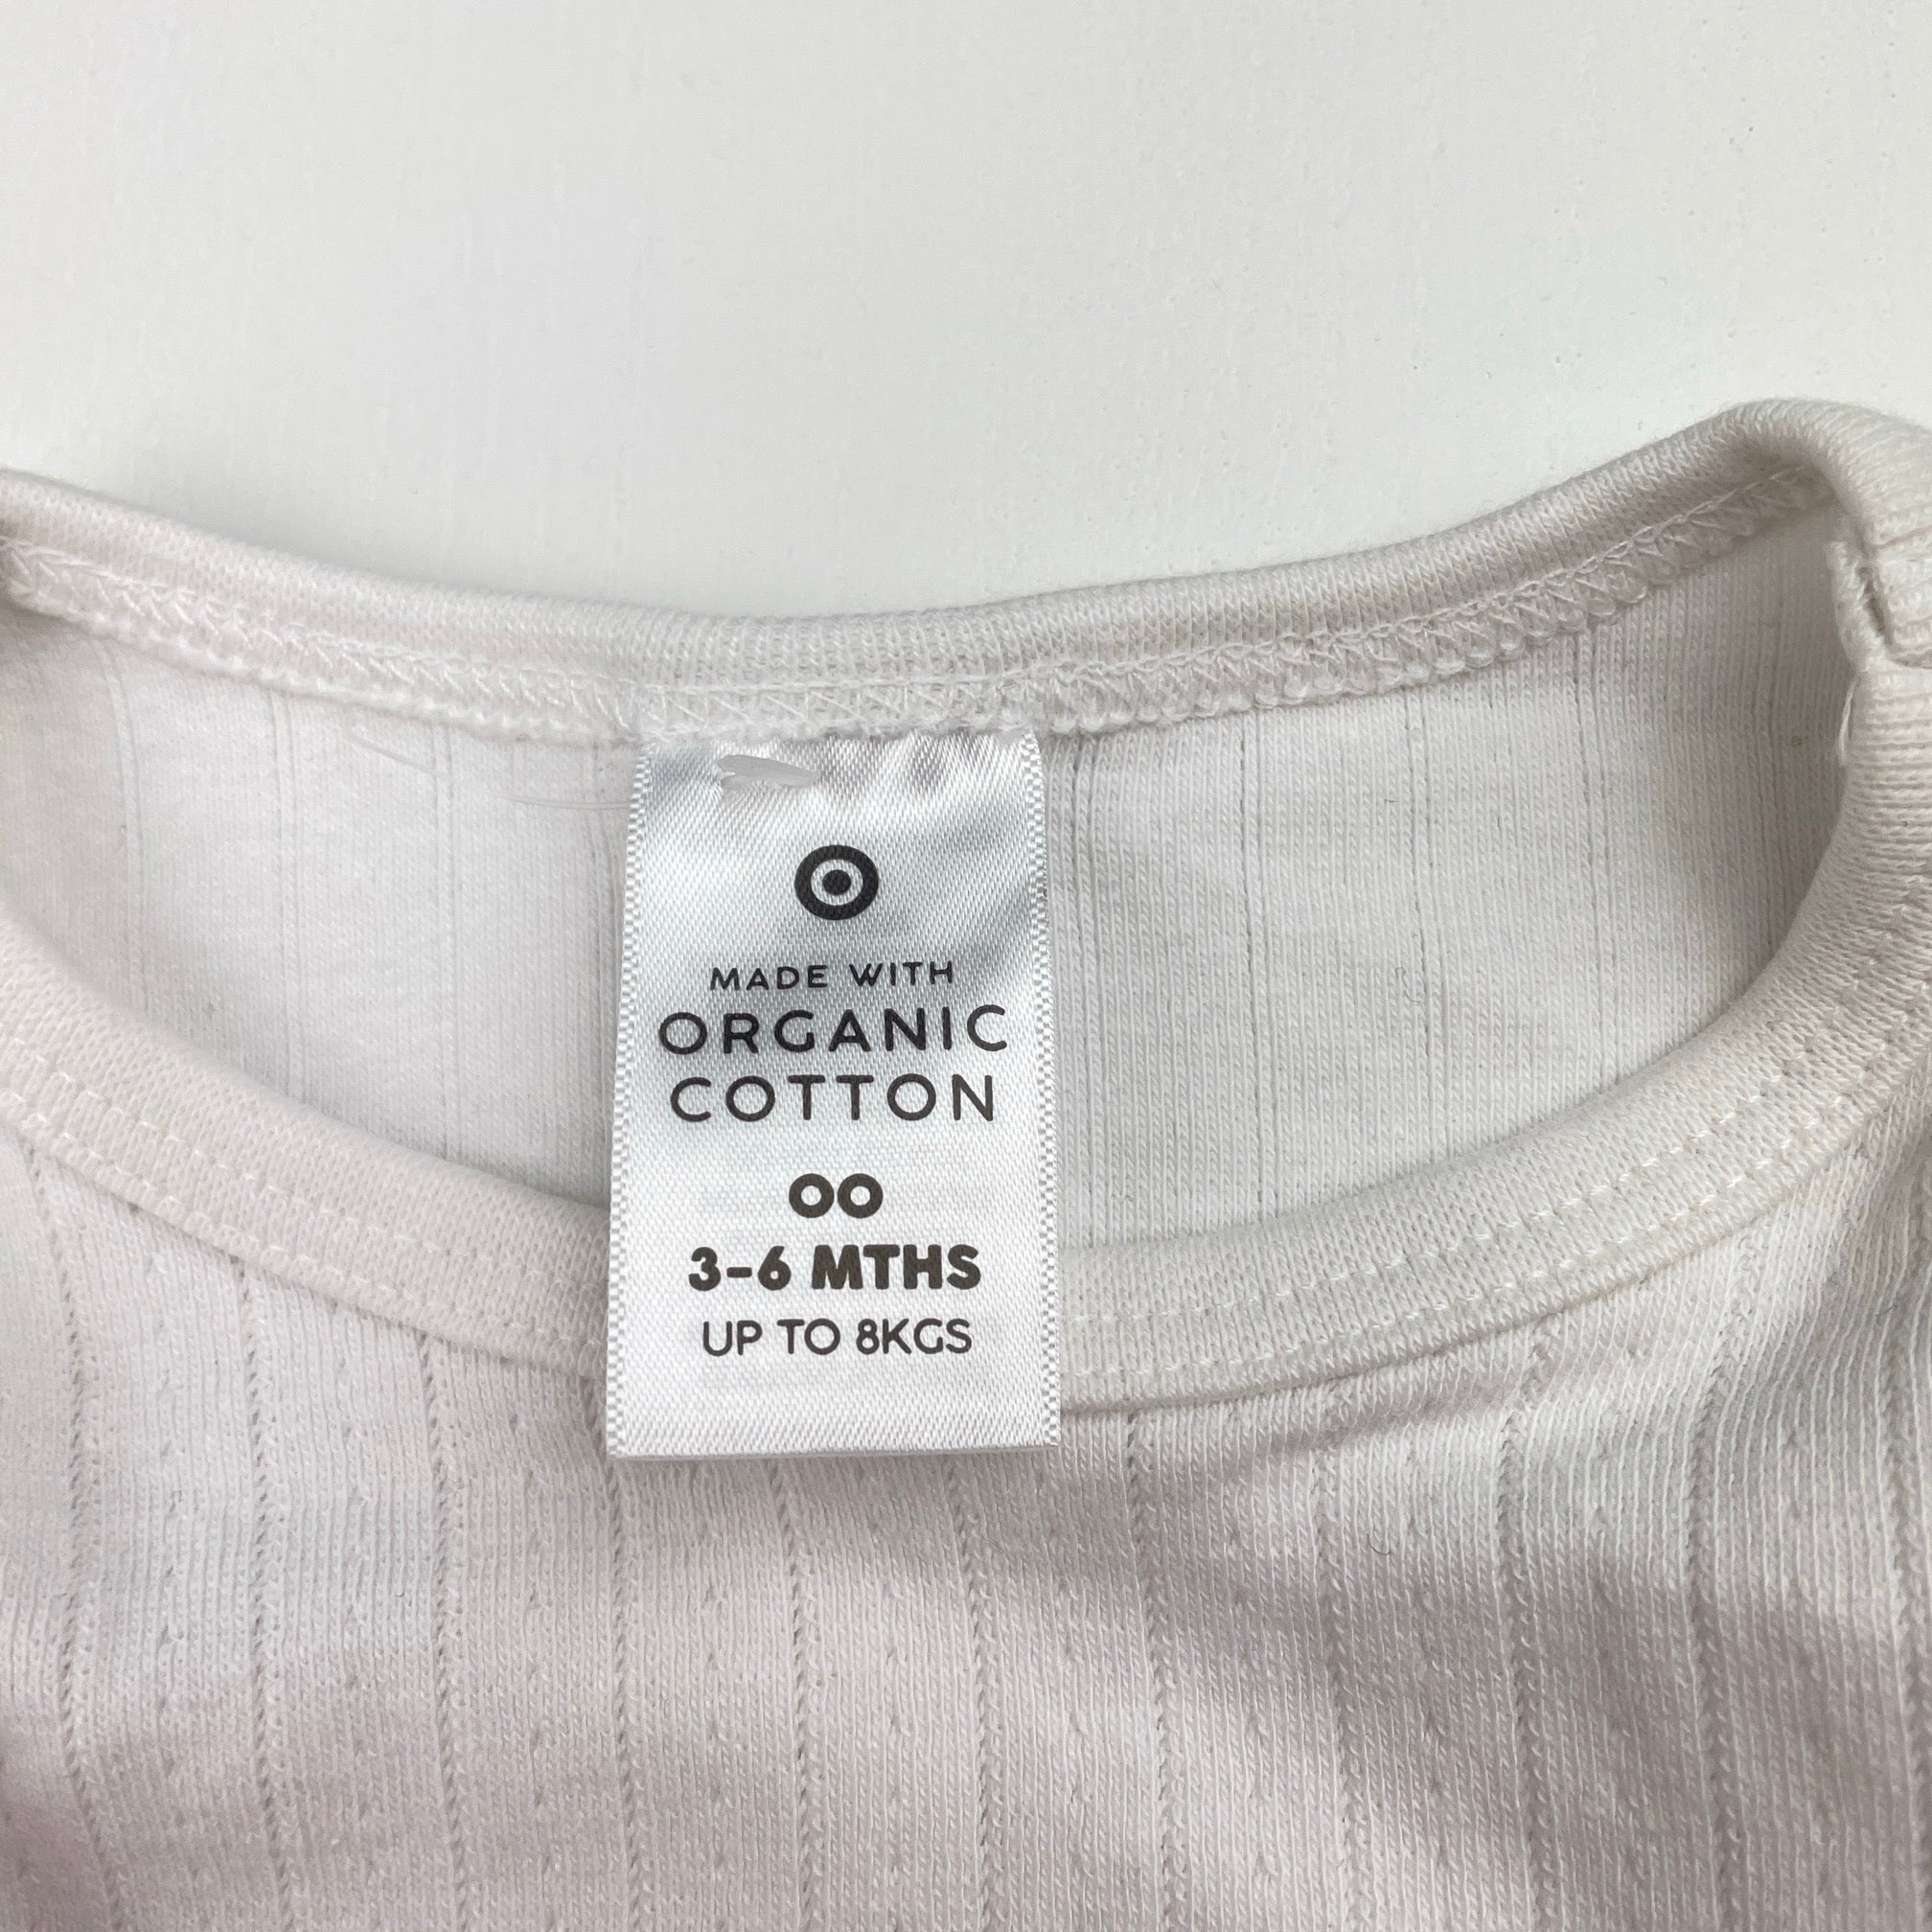 MADE WITH
ORGANIC
COTTON
00
3-6 MTHS
UP TO 8KGS